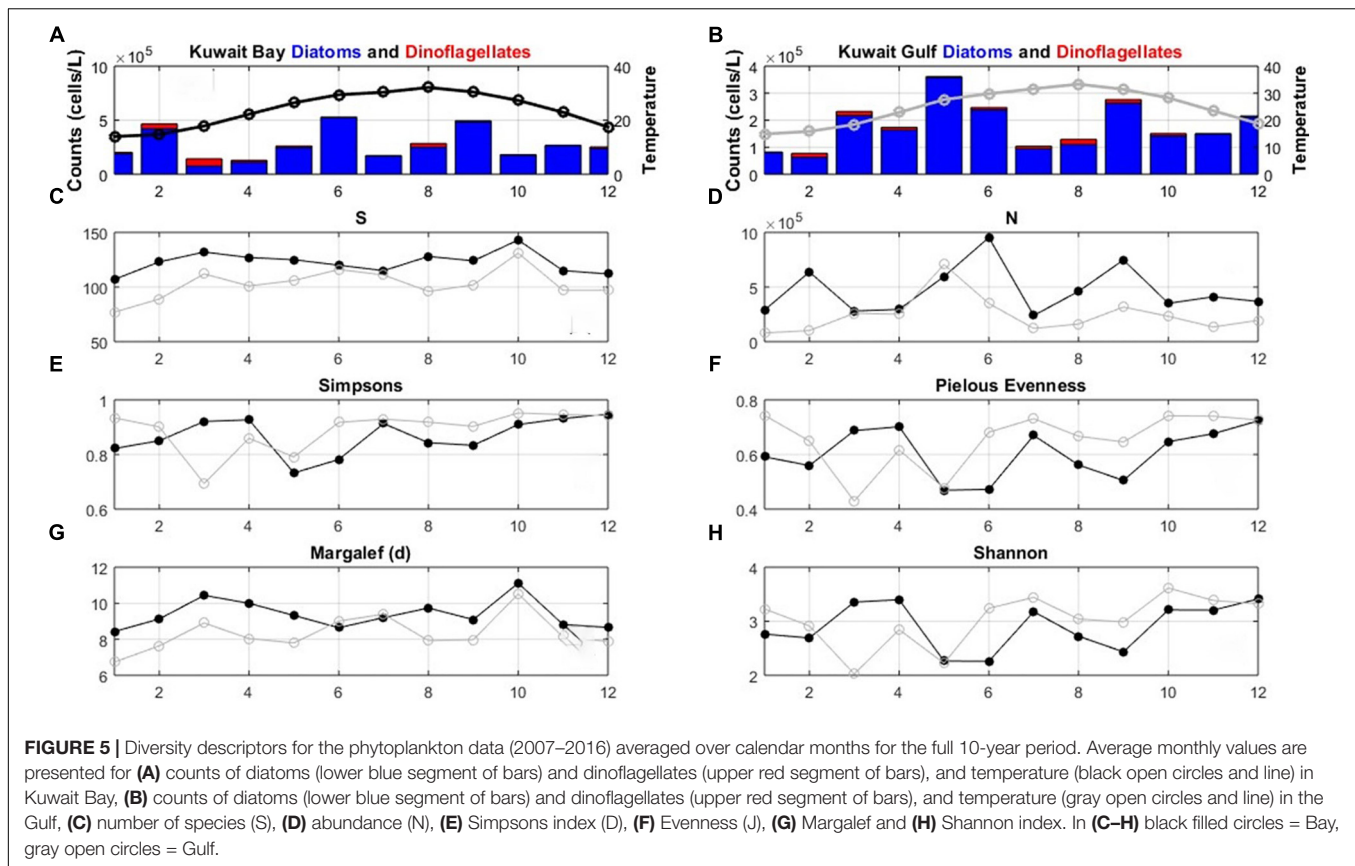 A
Kuwait Bay Diatoms and Dinoflagellates
×10⁵
Counts (cells/L)
10
5
0
40
30
20
10
0
Temperature
2 4 6 8 10 12
B
Kuwait Gulf Diatoms and Dinoflagellates
×10⁵
Counts (cells/L)
4
3
2
1
0
40
30
20
10
0
Temperature
2 4 6 8 10 12
C
S
150
100
50
2 4 6 8 10 12
D
N
×10⁵
10
5
0
2 4 6 8 10 12
E
Simpsons
1
0.8
0.6
2 4 6 8 10 12
F
Pielous Evenness
0.8
0.6
0.4
2 4 6 8 10 12
G
Margalef (d)
12
10
8
6
2 4 6 8 10 12
H
Shannon
4
3
2
2 4 6 8 10 12
FIGURE 5 | Diversity descriptors for the phytoplankton data (2007–2016) averaged over calendar months for the full 10-year period. Average monthly values are
presented for (A) counts of diatoms (lower blue segment of bars) and dinoflagellates (upper red segment of bars), and temperature (black open circles and line) in
Kuwait Bay, (B) counts of diatoms (lower blue segment of bars) and dinoflagellates (upper red segment of bars), and temperature (gray open circles and line) in the
Gulf, (C) number of species (S), (D) abundance (N), (E) Simpsons index (D), (F) Evenness (J), (G) Margalef and (H) Shannon index. In (C–H) black filled circles = Bay,
gray open circles = Gulf.